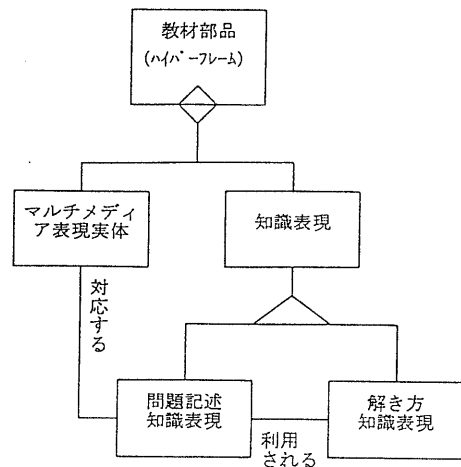 教材部品
(ハイパーフレーム)
マルチメディ
ア表現実体
知識表現
対応する
問題記述
知識表現
解き方
知識表現
利用
される